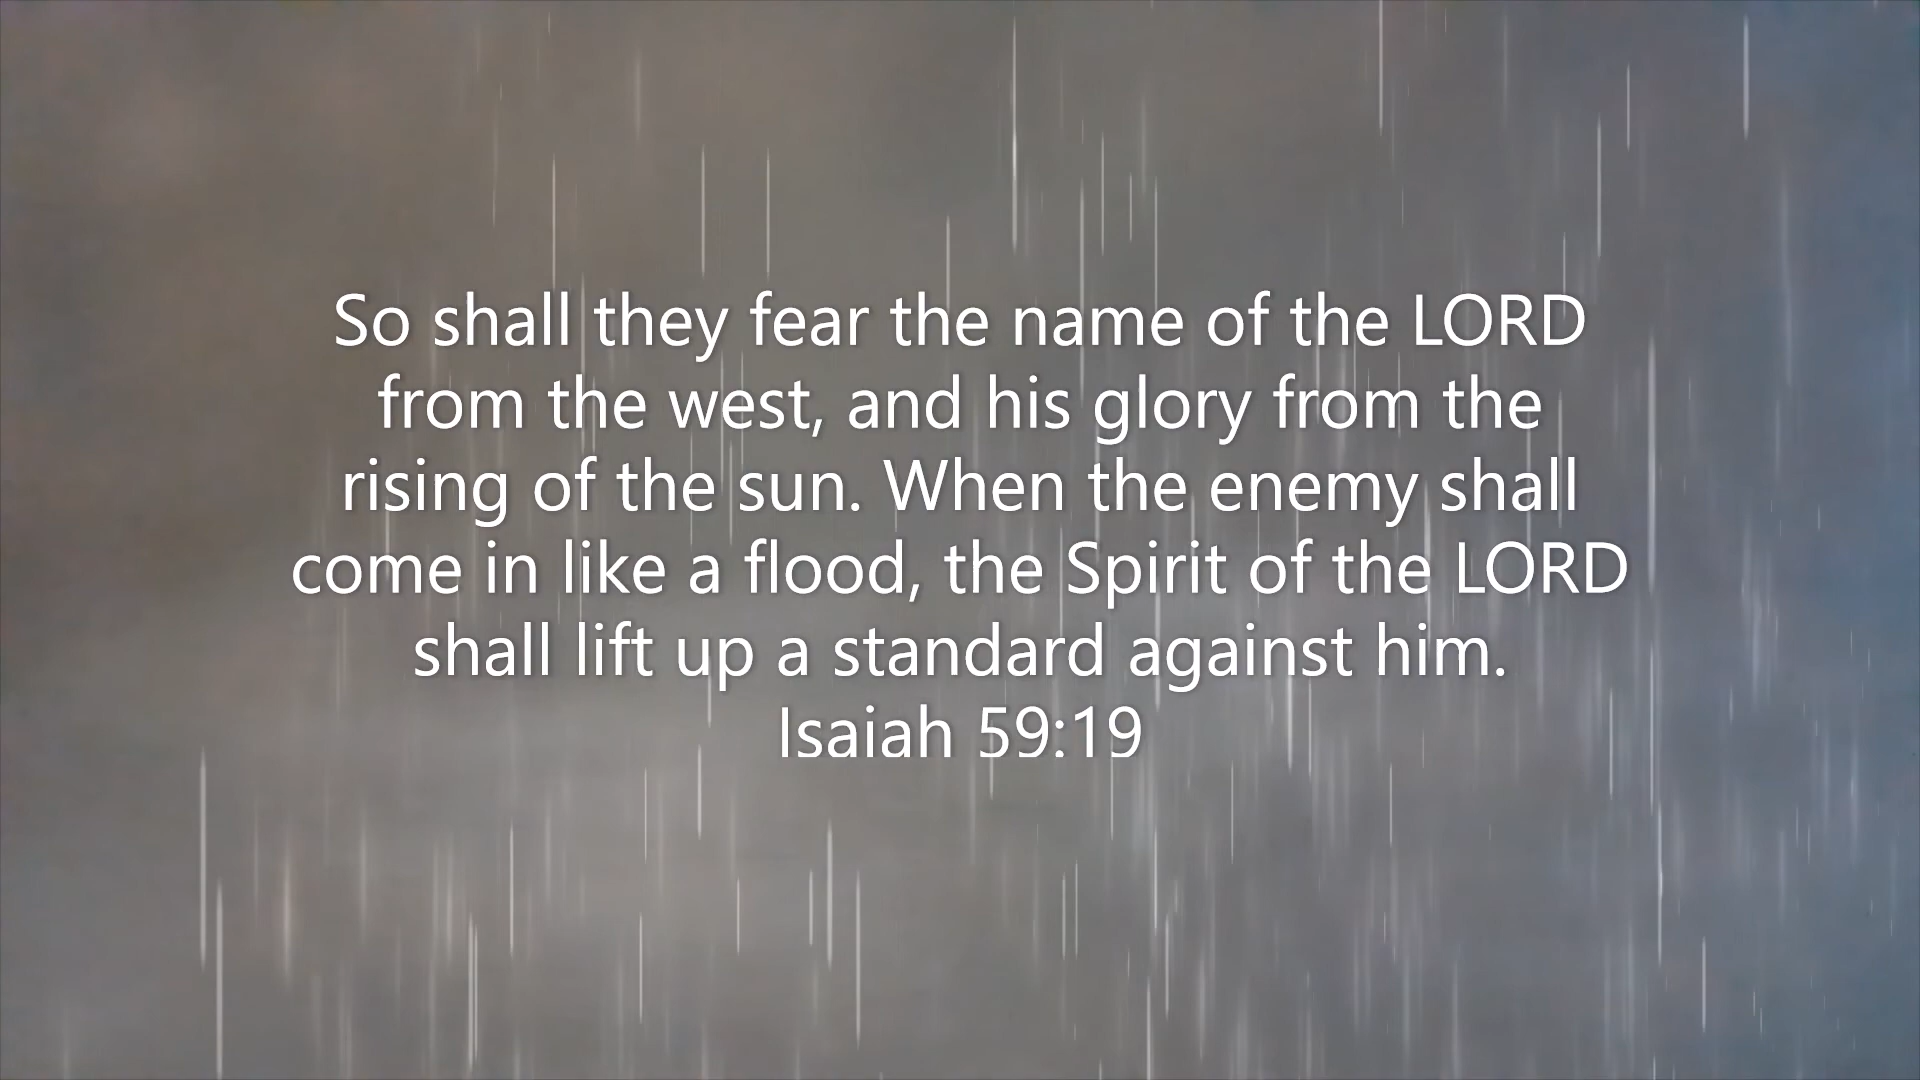 So shall they fear the name of the LORD
from the west, and his glory from the
rising of the sun. When the enemy shall
come in like a flood, the Spirit of the LORD
shall lift up a standard against him.
Isaiah 59:19